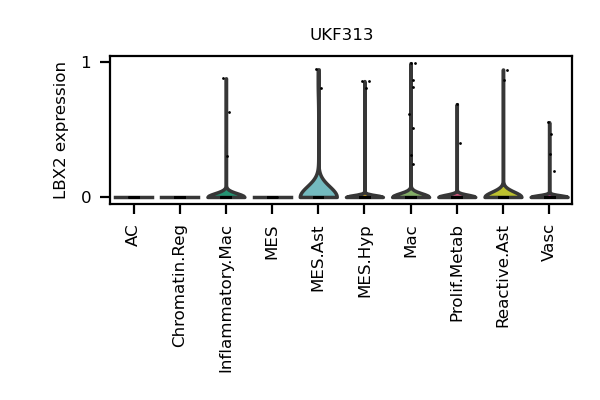 UKF313
LBX2 expression
1
0
AC
Chromatin.Reg
Inflammatory.Mac
MES
MES.Ast
MES.Hyp
Mac
Prolif.Metab
Reactive.Ast
Vasc